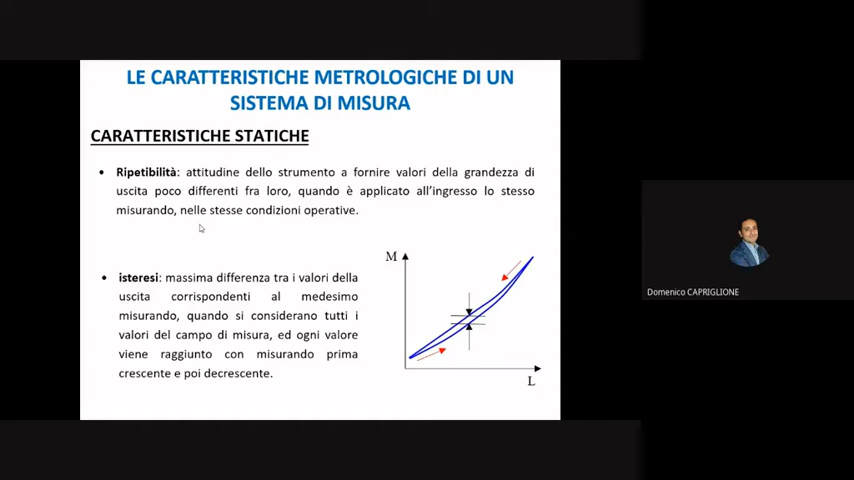 LE CARATTERISTICHE METROLOGICHE DI UN
SISTEMA DI MISURA
CARATTERISTICHE STATICHE
• Ripetibilità: attitudine dello strumento a fornire valori della grandezza di
uscita poco differenti fra loro, quando è applicato all'ingresso lo stesso
misurando, nelle stesse condizioni operative.
• isteresi: massima differenza tra i valori della
uscita corrispondenti al medesimo
misurando, quando si considerano tutti i
valori del campo di misura, ed ogni valore
viene raggiunto con misurando prima
crescente e poi decrescente.
M
L
Domenico CAPRIGLIONE